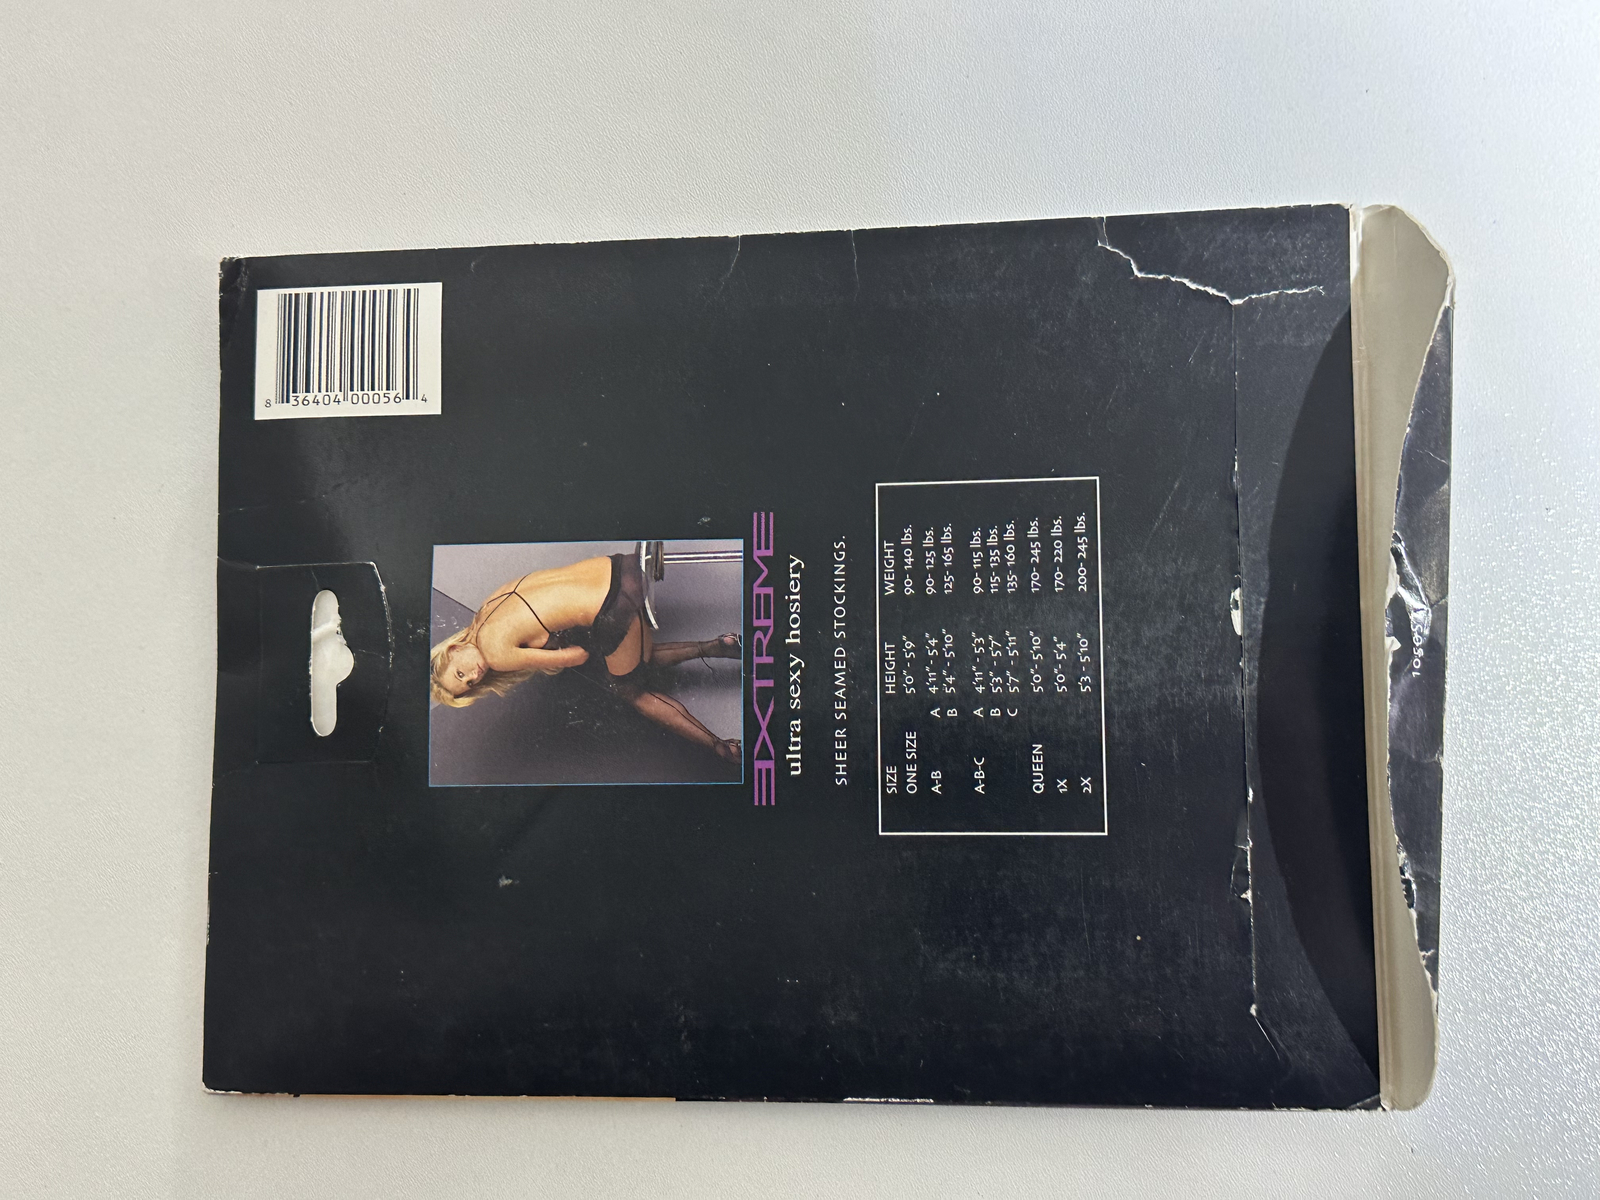 8 36404 00056 4
EXTREME
ultra sexy hosiery
SHEER SEAMED STOCKINGS.
SIZE HEIGHT WEIGHT
ONE SIZE 5'0" - 5'9" 90- 140 lbs.
A-B A 4'11" - 5'4" 90- 125 lbs.
B 5'4" - 5'10" 125- 165 lbs.
A-B-C A 4'11" - 5'3" 90- 115 lbs.
B 5'3" - 5'7" 115- 135 lbs.
C 5'7" - 5'11" 135- 160 lbs.
QUEEN 5'0" - 5'10" 170- 245 lbs.
1X 5'0" - 5'4" 170- 220 lbs.
2X 5'3 - 5'10" 200- 245 lbs.